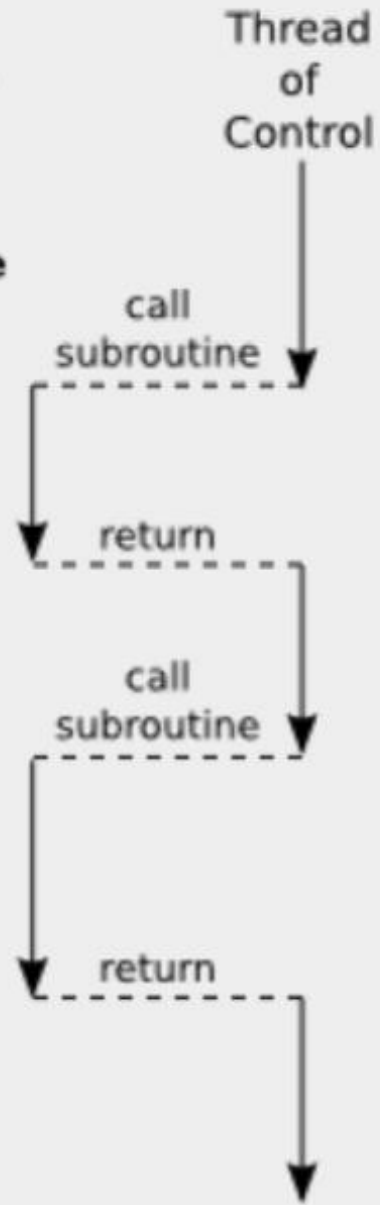 Thread
of
Control
e
call
subroutine
return
call
subroutine
return